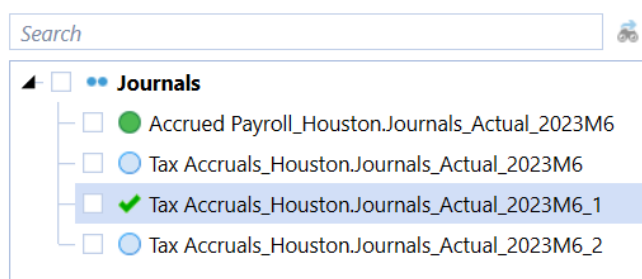 Search
Journals
Accrued Payroll_Houston.Journals_Actual_2023M6
Tax Accruals_Houston.Journals_Actual_2023M6
Tax Accruals_Houston.Journals_Actual_2023M6_1
Tax Accruals_Houston.Journals_Actual_2023M6_2